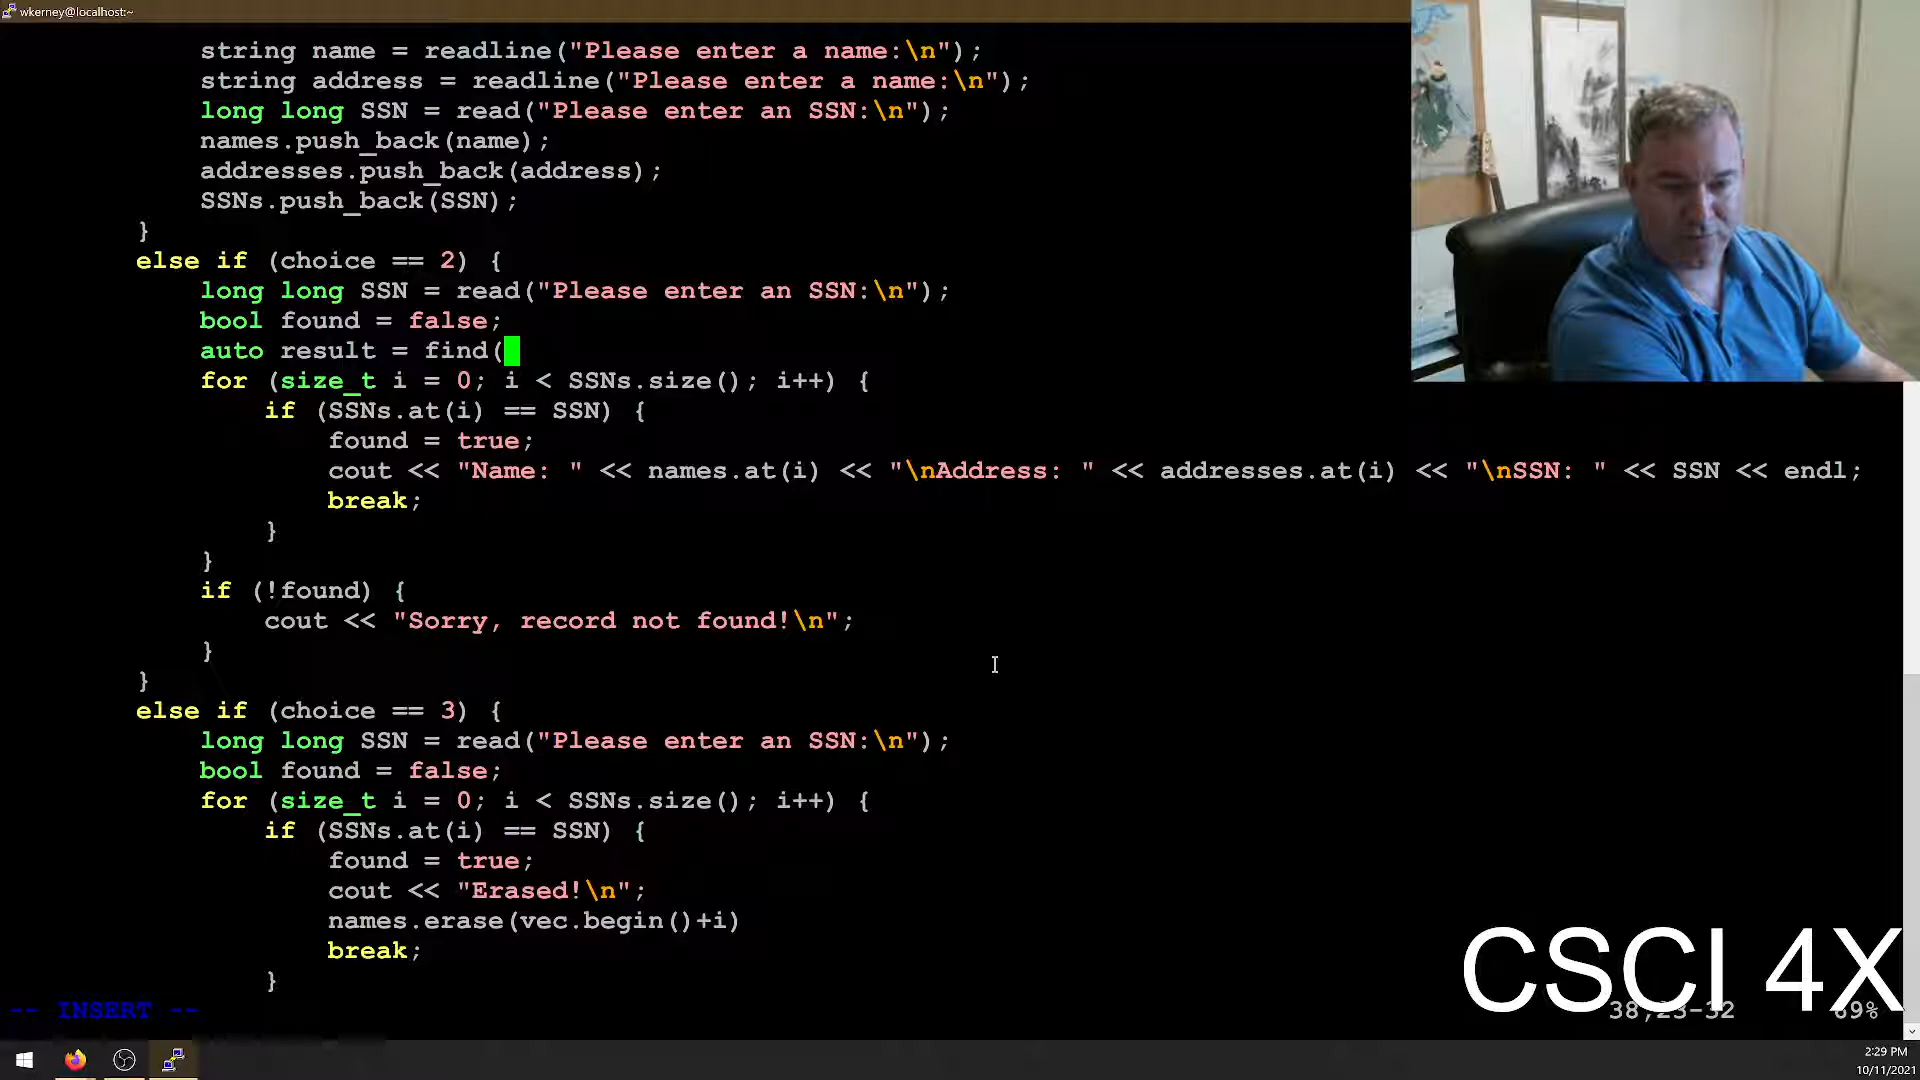 wkerney@localhost:~
string name = readline("Please enter a name:\n");
string address = readline("Please enter a name:\n");
long long SSN = read("Please enter an SSN:\n");
names.push_back(name);
addresses.push_back(address);
SSNs.push_back(SSN);
}
else if (choice == 2) {
long long SSN = read("Please enter an SSN:\n");
bool found = false;
auto result = find(
for (size_t i = 0; i < SSNs.size(); i++) {
if (SSNs.at(i) == SSN) {
found = true;
cout << "Name: " << names.at(i) << "\nAddress: " << addresses.at(i) << "\nSSN: " << SSN << endl;
break;
}
}
if (!found) {
cout << "Sorry, record not found!\n";
}
}
else if (choice == 3) {
long long SSN = read("Please enter an SSN:\n");
bool found = false;
for (size_t i = 0; i < SSNs.size(); i++) {
if (SSNs.at(i) == SSN) {
found = true;
cout << "Erased!\n";
names.erase(vec.begin()+i)
break;
}
CSCI 4X
-- INSERT -- 38,23-32 69%
2:29 PM
10/11/2021